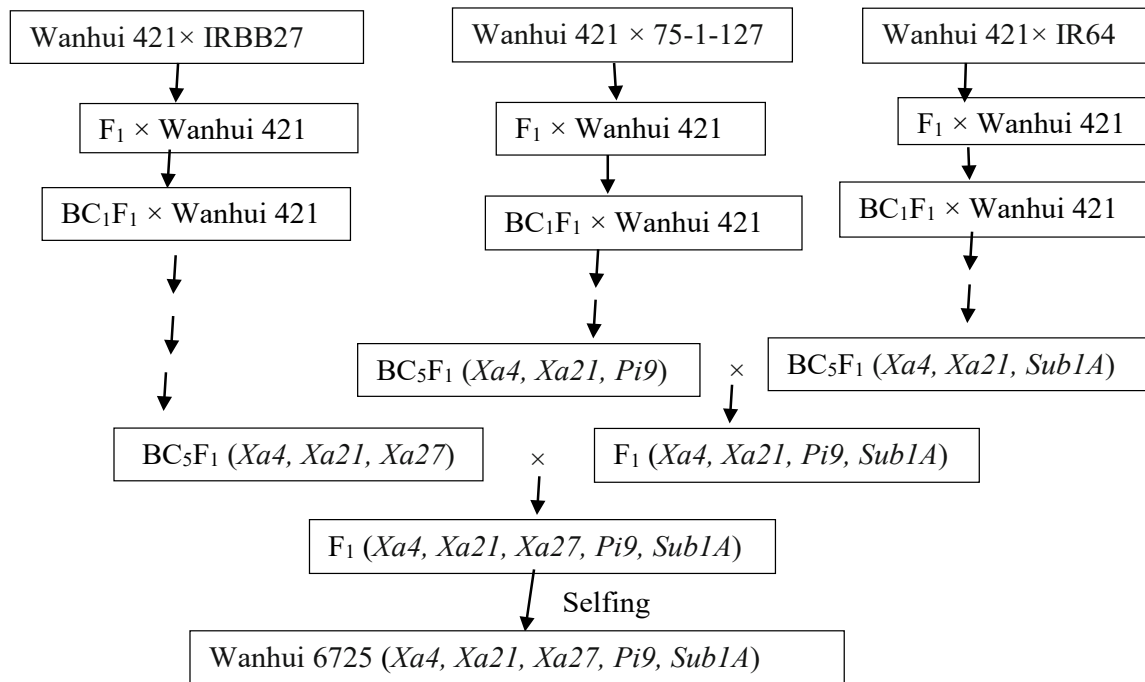 Wanhui 421× IRBB27
Wanhui 421 × 75-1-127
Wanhui 421× IR64
F₁ × Wanhui 421
F₁ × Wanhui 421
F₁ × Wanhui 421
BC₁F₁ × Wanhui 421
BC₁F₁ × Wanhui 421
BC₁F₁ × Wanhui 421
BC₅F₁ (Xa4, Xa21, Pi9)
×
BC₅F₁ (Xa4, Xa21, Sub1A)
BC₅F₁ (Xa4, Xa21, Xa27)
×
F₁ (Xa4, Xa21, Pi9, Sub1A)
F₁ (Xa4, Xa21, Xa27, Pi9, Sub1A)
Selfing
Wanhui 6725 (Xa4, Xa21, Xa27, Pi9, Sub1A)